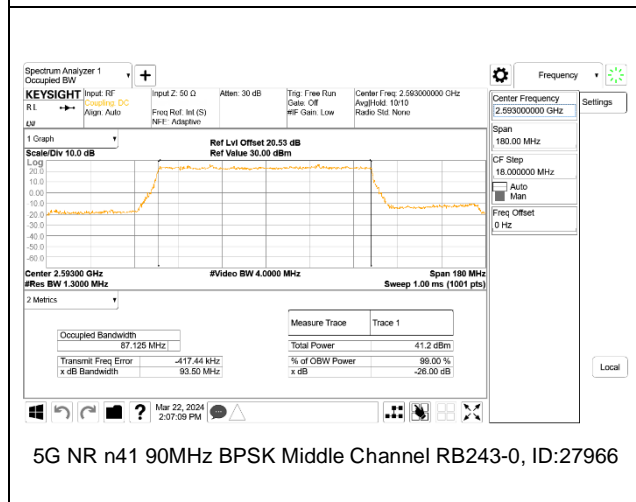 Spectrum Analyzer 1
Occupied BW
+
Frequency
KEYSIGHT Input: RF Input Z: 50 Ω Atten: 30 dB Trig: Free Run Center Freq: 2.593000000 GHz
Coupling: DC Gate: Off Avg|Hold: 10/10
RL Align: Auto Freq Ref: Int (S) #IF Gain: Low Radio Std: None
NFE: Adaptive
Center Frequency
2.593000000 GHz
Settings
Span
180.00 MHz
CF Step
18.000000 MHz
Auto
Man
Freq Offset
0 Hz
1 Graph
Ref Lvl Offset 20.53 dB
Scale/Div 10.0 dB Ref Value 30.00 dBm
Log
20.0
10.0
0.00
-10.0
-20.0
-30.0
-40.0
-50.0
-60.0
Center 2.59300 GHz #Video BW 4.0000 MHz Span 180 MHz
#Res BW 1.3000 MHz Sweep 1.00 ms (1001 pts)
2 Metrics
Measure Trace Trace 1
Occupied Bandwidth
87.125 MHz Total Power 41.2 dBm
Transmit Freq Error -417.44 kHz % of OBW Power 99.00 %
x dB Bandwidth 93.50 MHz x dB -26.00 dB
Local
? Mar 22, 2024
2:07:09 PM
5G NR n41 90MHz BPSK Middle Channel RB243-0, ID:27966